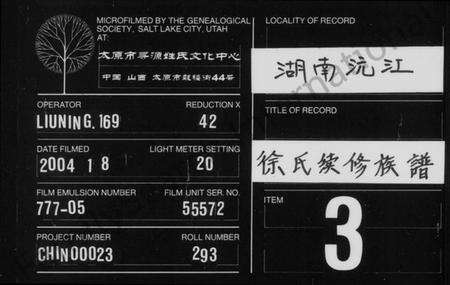 MICROFILMED BY THE GENEALOGICAL
SOCIETY, SALT LAKE CITY, UTAH
AT:
太原市寻源姓氏文化中心
中国 山西 太原市鼓楼街44号
OPERATOR
REDUCTION X
LIUNING.169
42
DATE FILMED
LIGHT METER SETTING
2004 1 8
20
FILM EMULSION NUMBER
FILM UNIT SER. NO.
777-05
55572
PROJECT NUMBER
ROLL NUMBER
CHIN00023
293
LOCALITY OF RECORD
湖南沅江
TITLE OF RECORD
徐氏续修族譜
ITEM
3